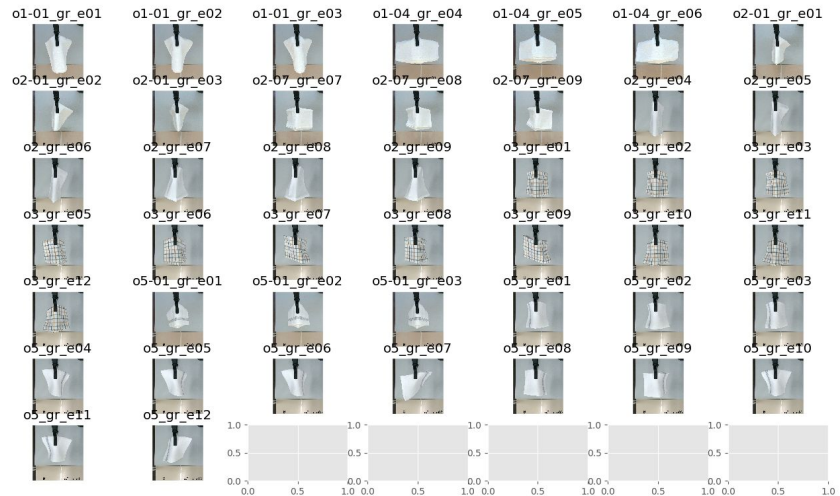 o1-01_gr_e01 o1-01_gr_e02 o1-01_gr_e03 o1-04_gr_e04 o1-04_gr_e05 o1-04_gr_e06 o2-01_gr_e01
o2-01_gr_e02 o2-01_gr_e03 o2-07_gr_e07 o2-07_gr_e08 o2-07_gr_e09 o2_gr_e04 o2_gr_e05
o2_gr_e06 o2_gr_e07 o2_gr_e08 o2_gr_e09 o3_gr_e01 o3_gr_e02 o3_gr_e03
o3_gr_e05 o3_gr_e06 o3_gr_e07 o3_gr_e08 o3_gr_e09 o3_gr_e10 o3_gr_e11
o3_gr_e12 o5-01_gr_e01 o5-01_gr_e02 o5-01_gr_e03 o5_gr_e01 o5_gr_e02 o5_gr_e03
o5_gr_e04 o5_gr_e05 o5_gr_e06 o5_gr_e07 o5_gr_e08 o5_gr_e09 o5_gr_e10
o5_gr_e11 o5_gr_e12
1.0 1.0 1.0 1.0 1.0
0.5 0.5 0.5 0.5 0.5
0.0 0.0 0.0 0.0 0.0
0.0 0.5 1.0 0.0 0.5 1.0 0.0 0.5 1.0 0.0 0.5 1.0 0.0 0.5 1.0